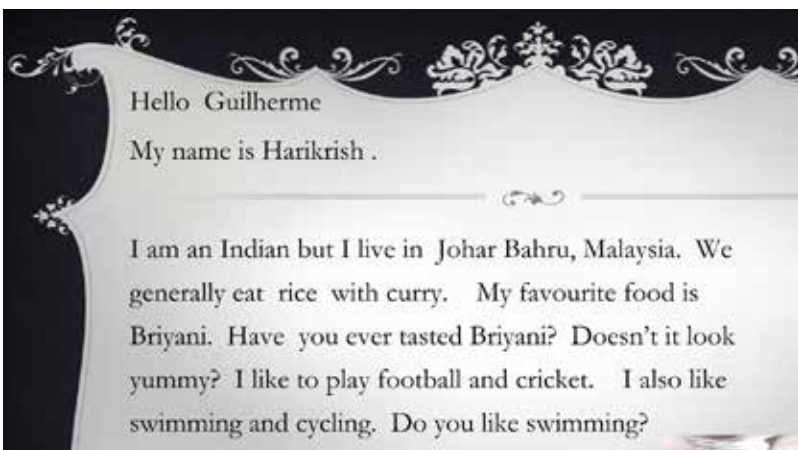 Hello Guilherme
My name is Harikrish .
I am an Indian but I live in Johar Bahru, Malaysia. We
generally eat rice with curry. My favourite food is
Briyani. Have you ever tasted Briyani? Doesn't it look
yummy? I like to play football and cricket. I also like
swimming and cycling. Do you like swimming?